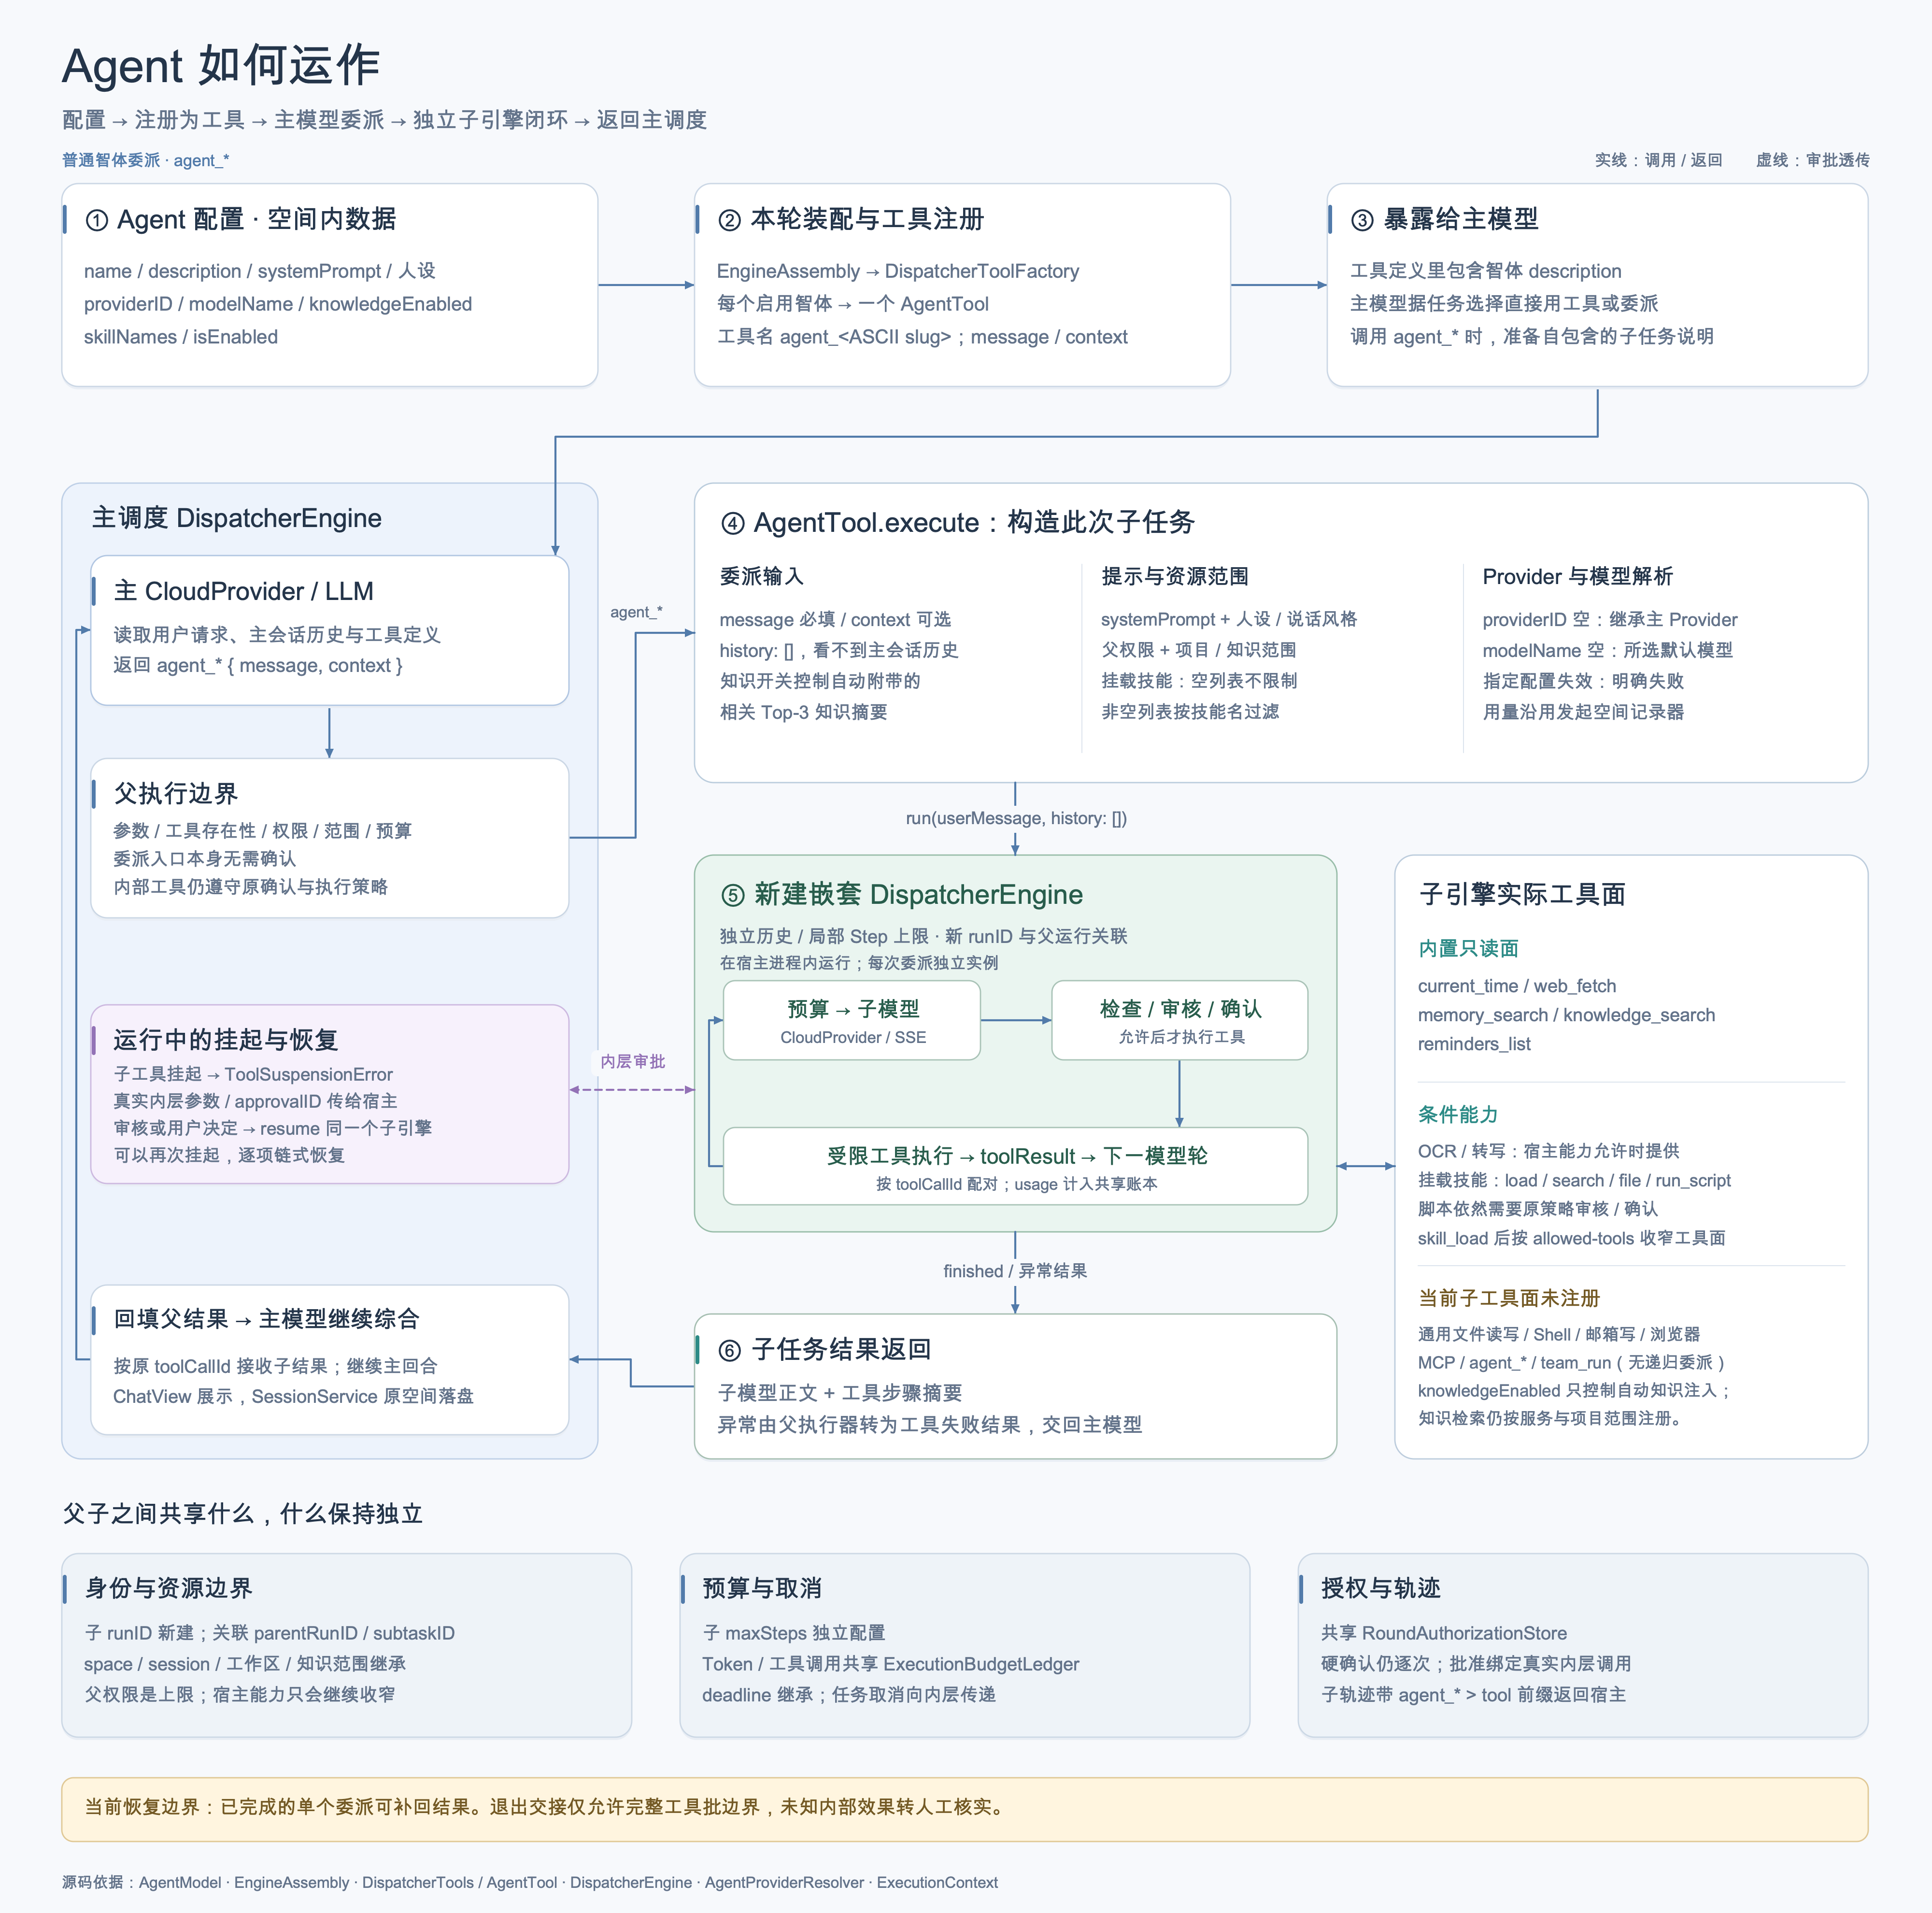 Agent 如何运作
配置 → 注册为工具 → 主模型委派 → 独立子引擎闭环 → 返回主调度
普通智体委派 · agent_*
实线：调用 / 返回
虚线：审批透传
① Agent 配置 · 空间内数据
name / description / systemPrompt / 人设
providerID / modelName / knowledgeEnabled
skillNames / isEnabled
② 本轮装配与工具注册
EngineAssembly → DispatcherToolFactory
每个启用智体 → 一个 AgentTool
工具名 agent_<ASCII slug>；message / context
③ 暴露给主模型
工具定义里包含智体 description
主模型据任务选择直接用工具或委派
调用 agent_* 时，准备自包含的子任务说明
主调度 DispatcherEngine
主 CloudProvider / LLM
读取用户请求、主会话历史与工具定义
返回 agent_* { message, context }
父执行边界
参数 / 工具存在性 / 权限 / 范围 / 预算
委派入口本身无需确认
内部工具仍遵守原确认与执行策略
运行中的挂起与恢复
子工具挂起 → ToolSuspensionError
真实内层参数 / approvalID 传给宿主
审核或用户决定 → resume 同一个子引擎
可以再次挂起，逐项链式恢复
回填父结果 → 主模型继续综合
按原 toolCallId 接收子结果；继续主回合
ChatView 展示，SessionService 原空间落盘
agent_*
内层审批
④ AgentTool.execute：构造此次子任务
委派输入
message 必填 / context 可选
history: []，看不到主会话历史
知识开关控制自动附带的
相关 Top-3 知识摘要
提示与资源范围
systemPrompt + 人设 / 说话风格
父权限 + 项目 / 知识范围
挂载技能：空列表不限制
非空列表按技能名过滤
Provider 与模型解析
providerID 空：继承主 Provider
modelName 空：所选默认模型
指定配置失效：明确失败
用量沿用发起空间记录器
run(userMessage, history: [])
⑤ 新建嵌套 DispatcherEngine
独立历史 / 局部 Step 上限 · 新 runID 与父运行关联
在宿主进程内运行；每次委派独立实例
预算 → 子模型
CloudProvider / SSE
检查 / 审核 / 确认
允许后才执行工具
受限工具执行 → toolResult → 下一模型轮
按 toolCallId 配对；usage 计入共享账本
finished / 异常结果
⑥ 子任务结果返回
子模型正文 + 工具步骤摘要
异常由父执行器转为工具失败结果，交回主模型
子引擎实际工具面
内置只读面
current_time / web_fetch
memory_search / knowledge_search
reminders_list
条件能力
OCR / 转写：宿主能力允许时提供
挂载技能：load / search / file / run_script
脚本依然需要原策略审核 / 确认
skill_load 后按 allowed-tools 收窄工具面
当前子工具面未注册
通用文件读写 / Shell / 邮箱写 / 浏览器
MCP / agent_* / team_run（无递归委派）
knowledgeEnabled 只控制自动知识注入；
知识检索仍按服务与项目范围注册。
父子之间共享什么，什么保持独立
身份与资源边界
子 runID 新建；关联 parentRunID / subtaskID
space / session / 工作区 / 知识范围继承
父权限是上限；宿主能力只会继续收窄
预算与取消
子 maxSteps 独立配置
Token / 工具调用共享 ExecutionBudgetLedger
deadline 继承；任务取消向内层传递
授权与轨迹
共享 RoundAuthorizationStore
硬确认仍逐次；批准绑定真实内层调用
子轨迹带 agent_* > tool 前缀返回宿主
当前恢复边界：已完成的单个委派可补回结果。退出交接仅允许完整工具批边界，未知内部效果转人工核实。
源码依据：AgentModel · EngineAssembly · DispatcherTools / AgentTool · DispatcherEngine · AgentProviderResolver · ExecutionContext